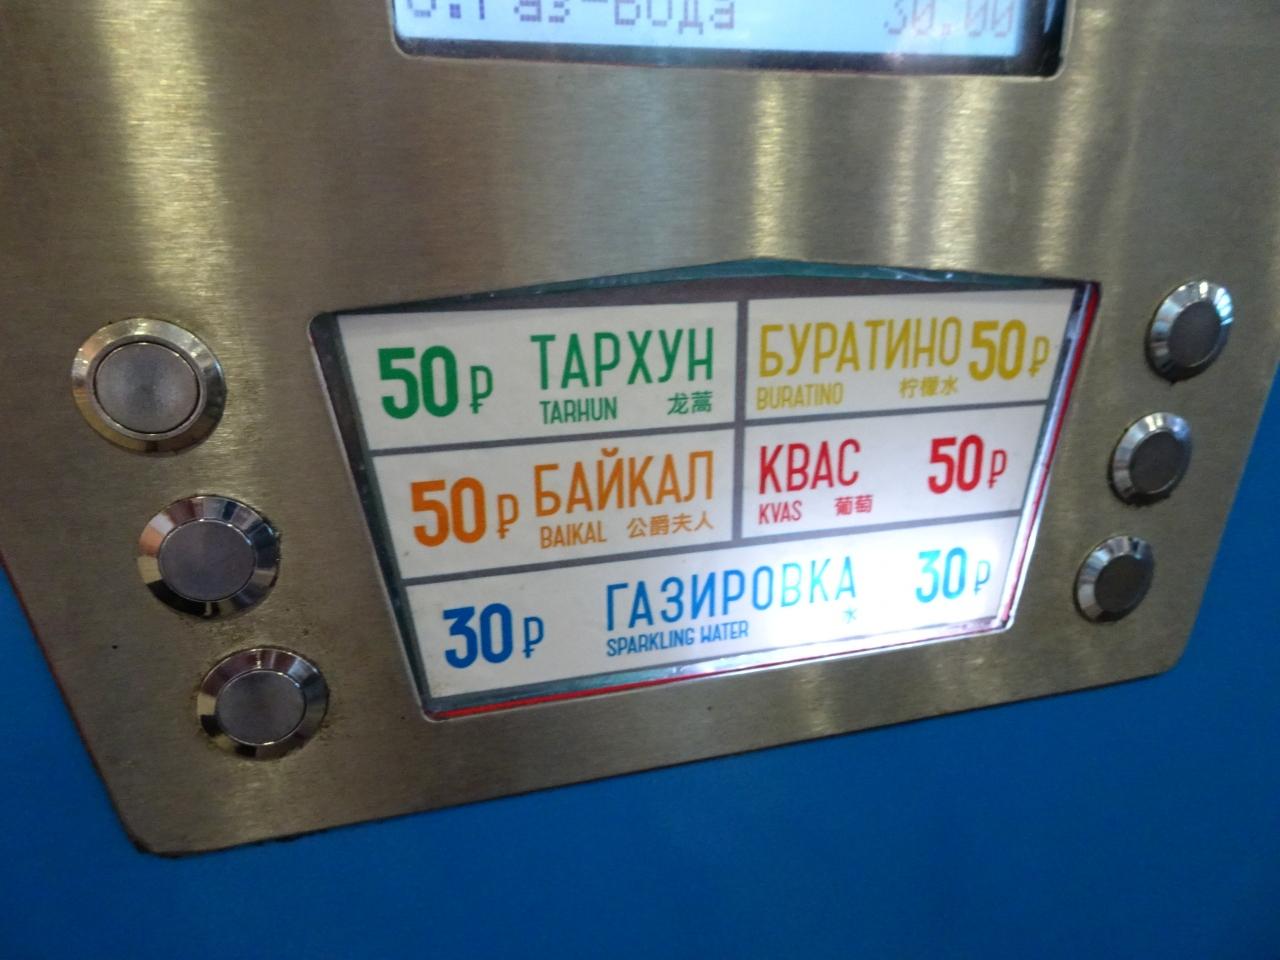 Газ-вода 30.00
50₽ ТАРХУН
TARHUN 龙蒿
БУРАТИНО 50₽
BURATINO 柠檬水
50₽ БАЙКАЛ
BAIKAL 公爵夫人
КВАС 50₽
KVAS 葡萄
30₽ ГАЗИРОВКА 30₽
SPARKLING WATER 水